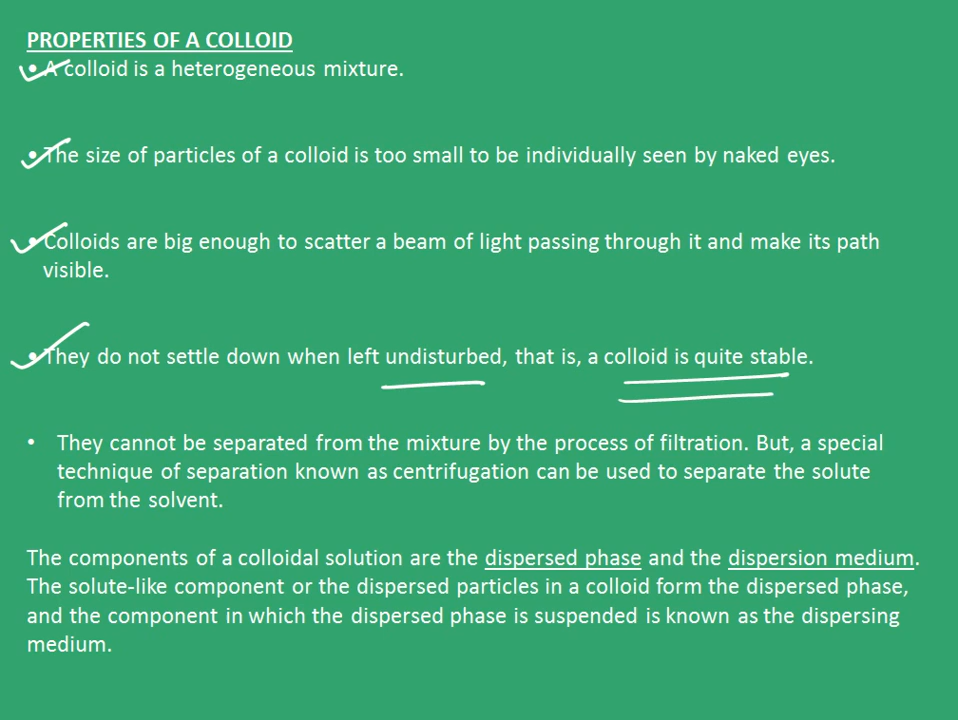 PROPERTIES OF A COLLOID
• A colloid is a heterogeneous mixture.
• The size of particles of a colloid is too small to be individually seen by naked eyes.
• Colloids are big enough to scatter a beam of light passing through it and make its path
visible.
• They do not settle down when left undisturbed, that is, a colloid is quite stable.
• They cannot be separated from the mixture by the process of filtration. But, a special
technique of separation known as centrifugation can be used to separate the solute
from the solvent.
The components of a colloidal solution are the dispersed phase and the dispersion medium.
The solute-like component or the dispersed particles in a colloid form the dispersed phase,
and the component in which the dispersed phase is suspended is known as the dispersing
medium.